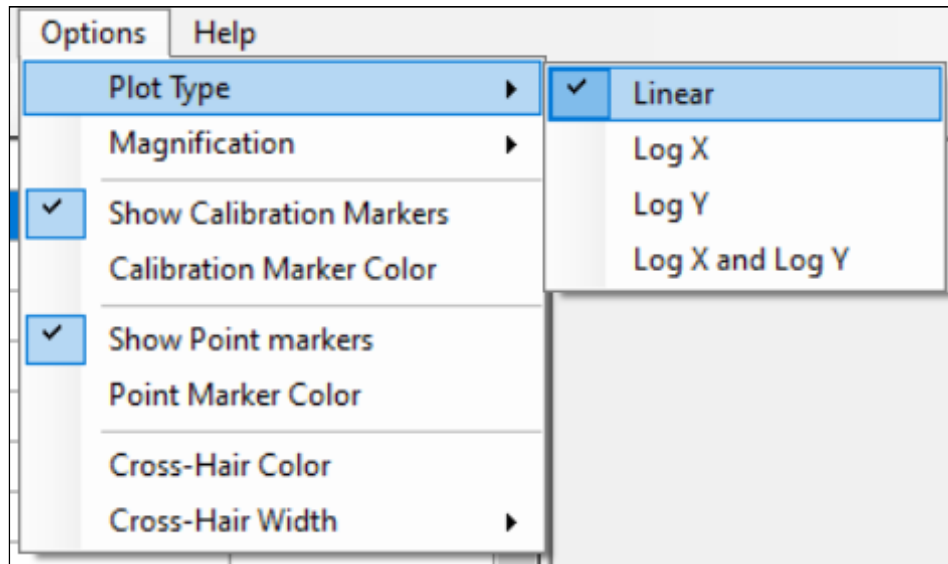 Options Help
Plot Type
Magnification
Show Calibration Markers
Calibration Marker Color
Show Point markers
Point Marker Color
Cross-Hair Color
Cross-Hair Width
Linear
Log X
Log Y
Log X and Log Y